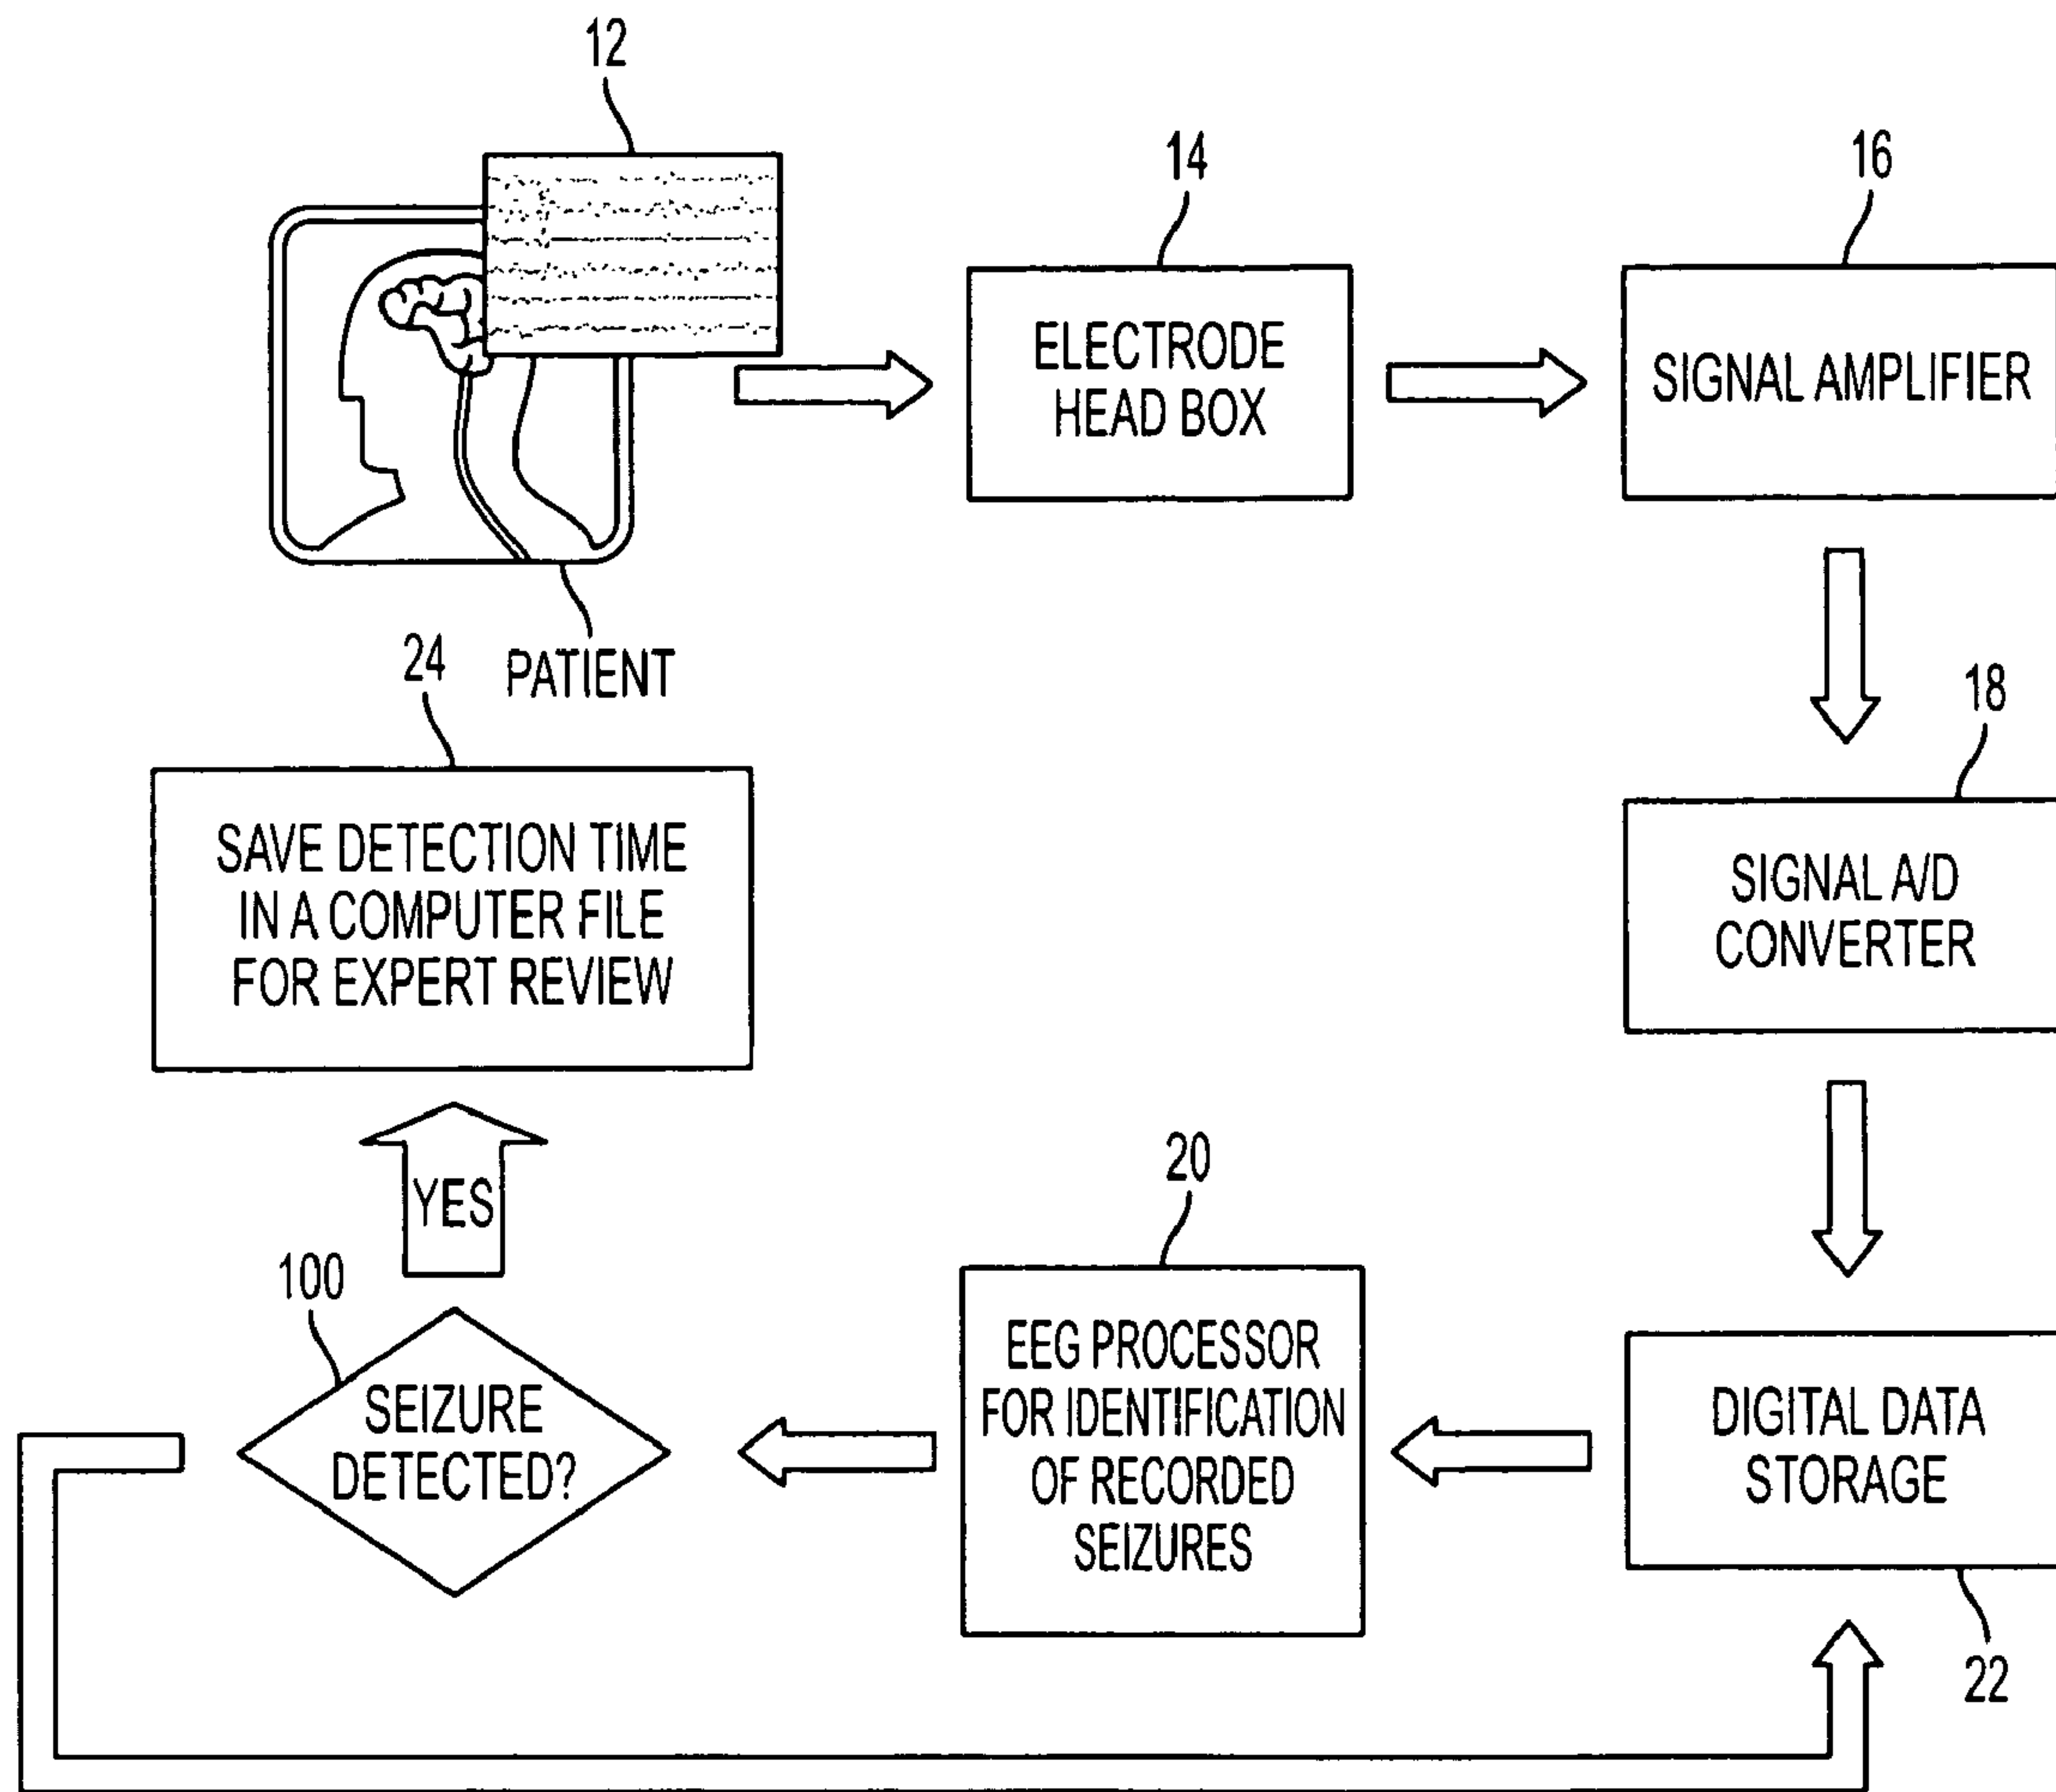 12
14
ELECTRODE
HEAD BOX
16
SIGNAL AMPLIFIER
PATIENT
18
SIGNAL A/D
CONVERTER
24
SAVE DETECTION TIME
IN A COMPUTER FILE
FOR EXPERT REVIEW
YES
100
SEIZURE
DETECTED?
20
EEG PROCESSOR
FOR IDENTIFICATION
OF RECORDED
SEIZURES
DIGITAL DATA
STORAGE
22